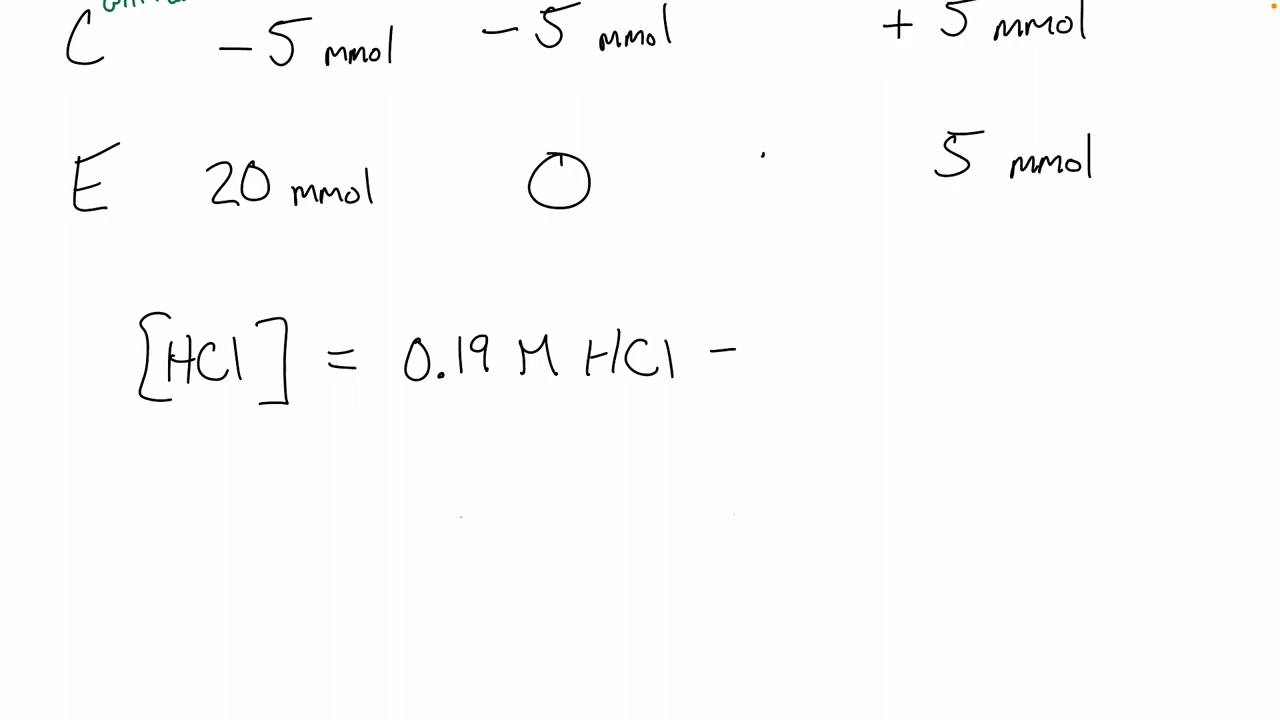 C - 5 mmol - 5 mmol + 5 mmol
E 20 mmol 0 5 mmol
[HCl] = 0.19 M HCl -